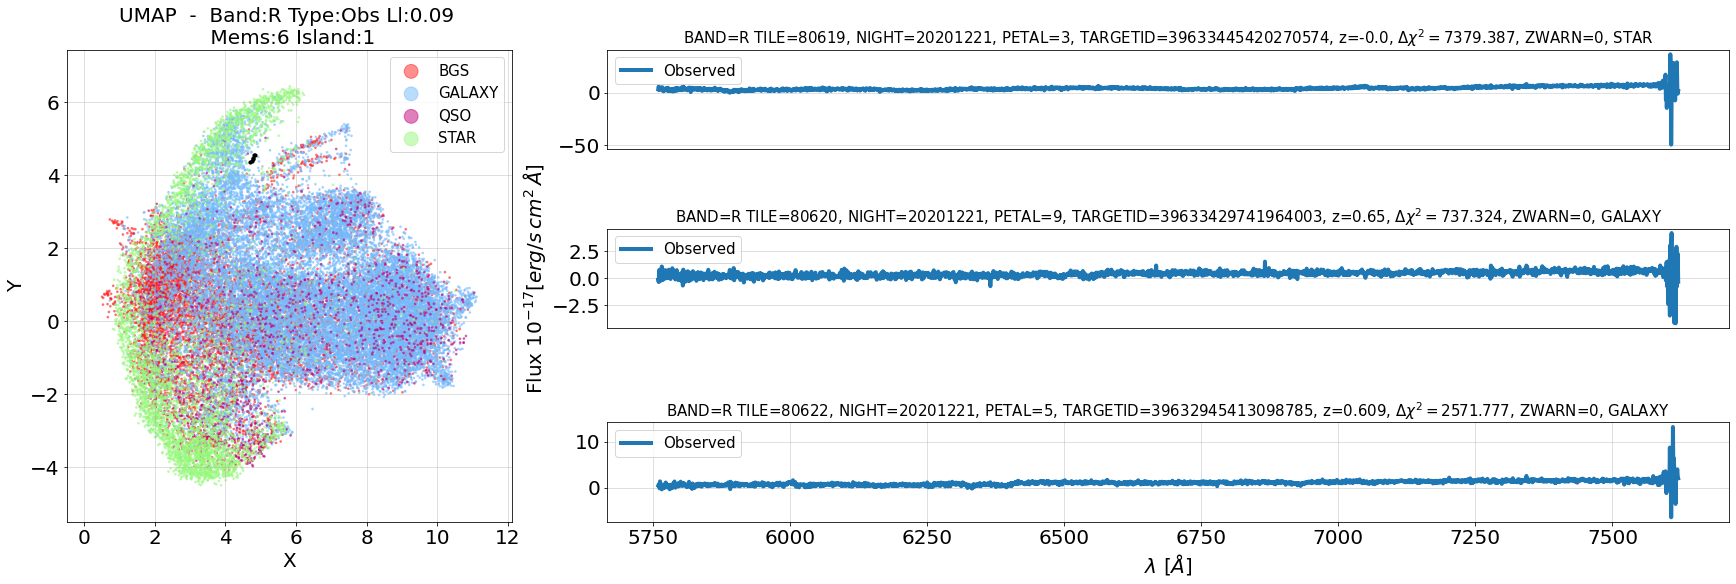 UMAP - Band:R Type:Obs Ll:0.09
Mems:6 Island:1
BGS
GALAXY
QSO
STAR
6
4
2
0
−2
−4
Y
0 2 4 6 8 10 12
X
BAND=R TILE=80619, NIGHT=20201221, PETAL=3, TARGETID=39633445420270574, z=-0.0, Δχ² = 7379.387, ZWARN=0, STAR
Observed
0
−50
BAND=R TILE=80620, NIGHT=20201221, PETAL=9, TARGETID=39633429741964003, z=0.65, Δχ² = 737.324, ZWARN=0, GALAXY
Observed
2.5
0.0
−2.5
Flux 10⁻¹⁷[erg/s cm² Å]
BAND=R TILE=80622, NIGHT=20201221, PETAL=5, TARGETID=39632945413098785, z=0.609, Δχ² = 2571.777, ZWARN=0, GALAXY
Observed
10
0
5750 6000 6250 6500 6750 7000 7250 7500
λ [Å]